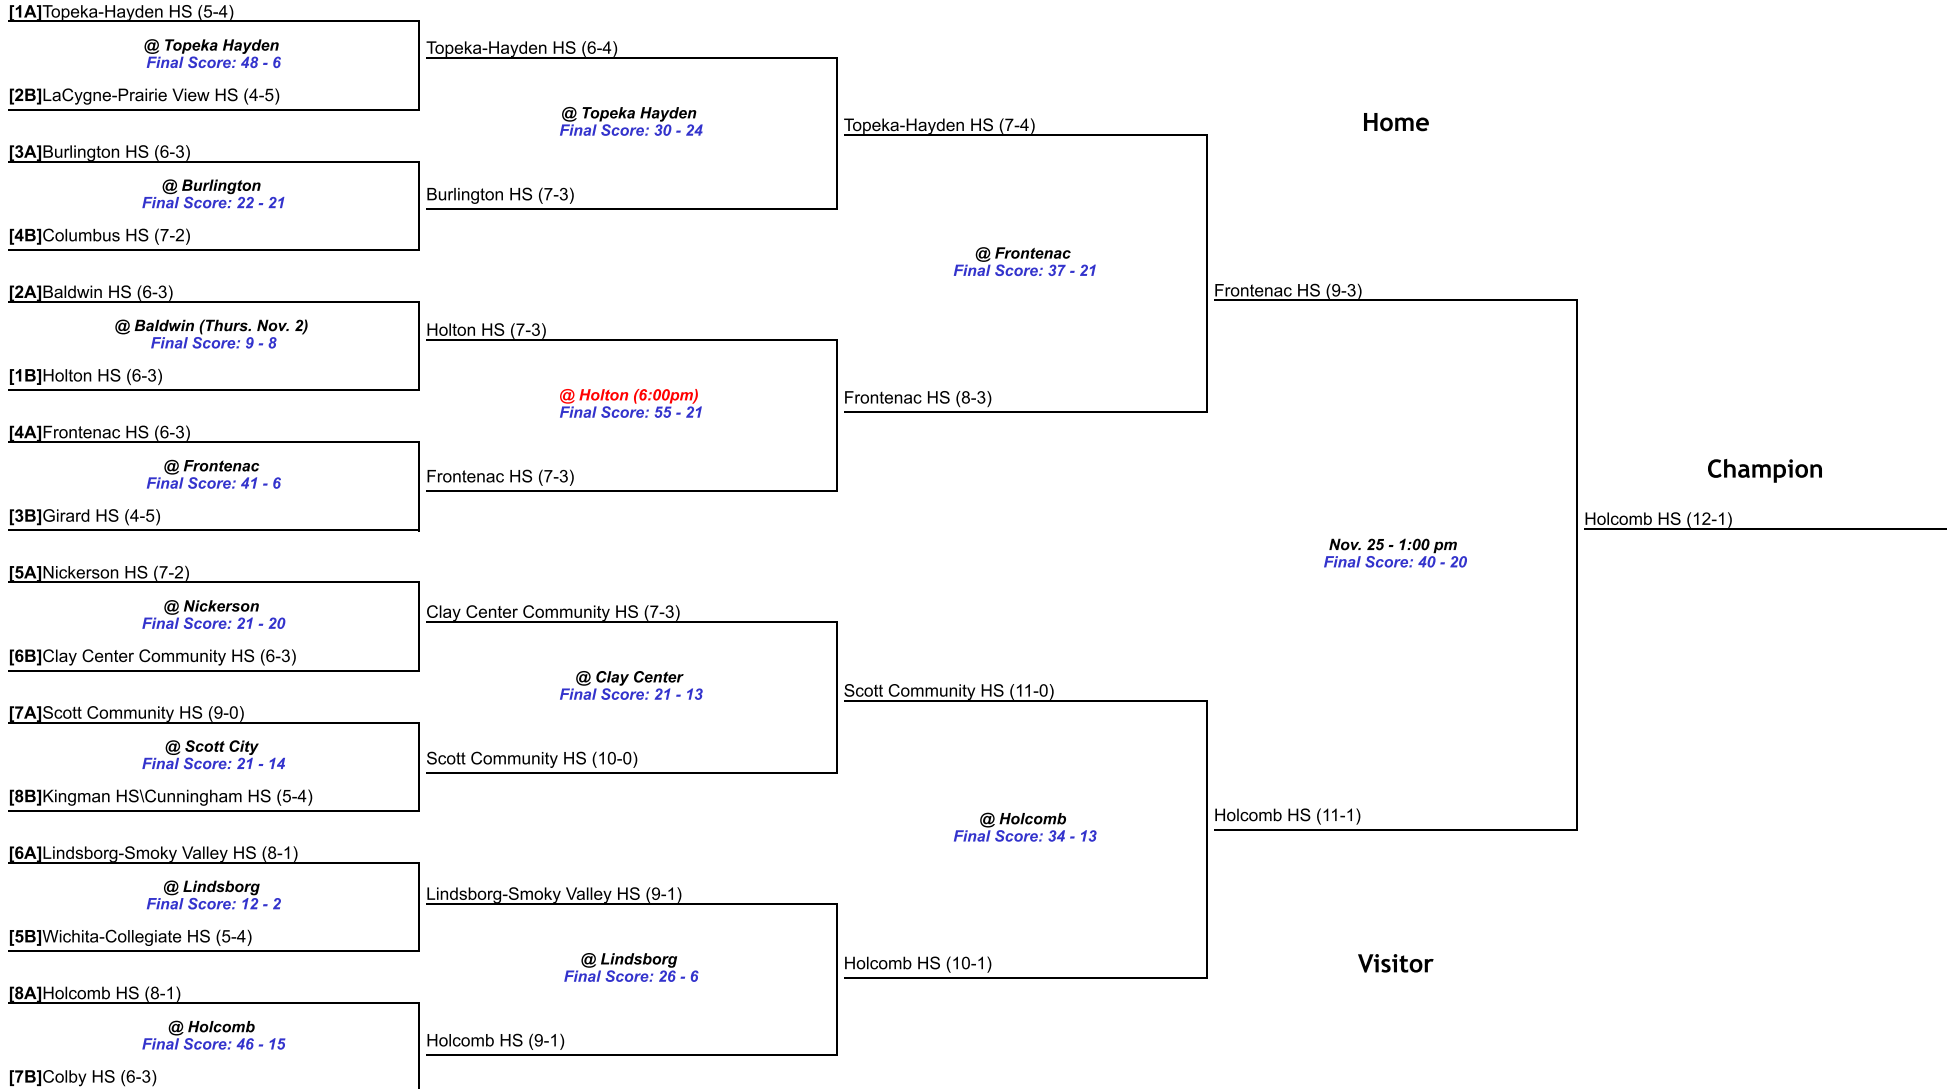 [1A]Topeka-Hayden HS (5-4)
@ Topeka Hayden
Final Score: 48 - 6
[2B]LaCygne-Prairie View HS (4-5)
[3A]Burlington HS (6-3)
@ Burlington
Final Score: 22 - 21
[4B]Columbus HS (7-2)
[2A]Baldwin HS (6-3)
@ Baldwin (Thurs. Nov. 2)
Final Score: 9 - 8
[1B]Holton HS (6-3)
[4A]Frontenac HS (6-3)
@ Frontenac
Final Score: 41 - 6
[3B]Girard HS (4-5)
[5A]Nickerson HS (7-2)
@ Nickerson
Final Score: 21 - 20
[6B]Clay Center Community HS (6-3)
[7A]Scott Community HS (9-0)
@ Scott City
Final Score: 21 - 14
[8B]Kingman HS\Cunningham HS (5-4)
[6A]Lindsborg-Smoky Valley HS (8-1)
@ Lindsborg
Final Score: 12 - 2
[5B]Wichita-Collegiate HS (5-4)
[8A]Holcomb HS (8-1)
@ Holcomb
Final Score: 46 - 15
[7B]Colby HS (6-3)
Topeka-Hayden HS (6-4)
@ Topeka Hayden
Final Score: 30 - 24
Burlington HS (7-3)
Holton HS (7-3)
@ Holton (6:00pm)
Final Score: 55 - 21
Frontenac HS (7-3)
Clay Center Community HS (7-3)
@ Clay Center
Final Score: 21 - 13
Scott Community HS (10-0)
Lindsborg-Smoky Valley HS (9-1)
@ Lindsborg
Final Score: 26 - 6
Holcomb HS (9-1)
Topeka-Hayden HS (7-4)
@ Frontenac
Final Score: 37 - 21
Frontenac HS (8-3)
Scott Community HS (11-0)
@ Holcomb
Final Score: 34 - 13
Holcomb HS (10-1)
Home
Frontenac HS (9-3)
Nov. 25 - 1:00 pm
Final Score: 40 - 20
Holcomb HS (11-1)
Visitor
Champion
Holcomb HS (12-1)